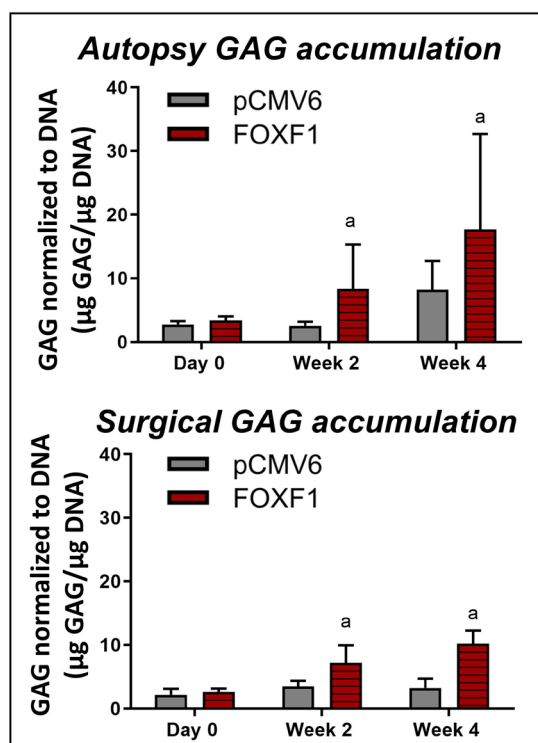 Autopsy GAG accumulation
GAG normalized to DNA
(µg GAG/µg DNA)
40
30
20
10
0
pCMV6
FOXF1
a
a
Day 0 Week 2 Week 4
Surgical GAG accumulation
GAG normalized to DNA
(µg GAG/µg DNA)
40
30
20
10
0
pCMV6
FOXF1
a
a
Day 0 Week 2 Week 4